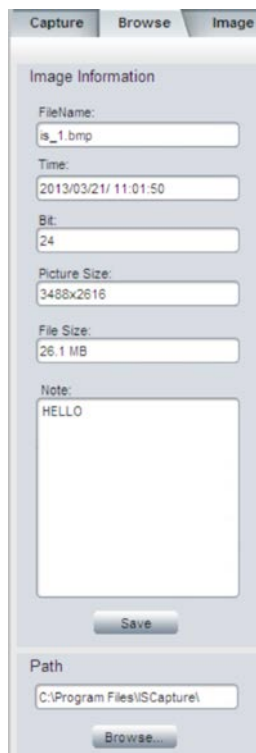 Capture Browse Image
Image Information
FileName:
is_1.bmp
Time:
2013/03/21/ 11:01:50
Bit:
24
Picture Size:
3488x2616
File Size:
26.1 MB
Note:
HELLO
Save
Path
C:\Program Files\ISCapture\
Browse...